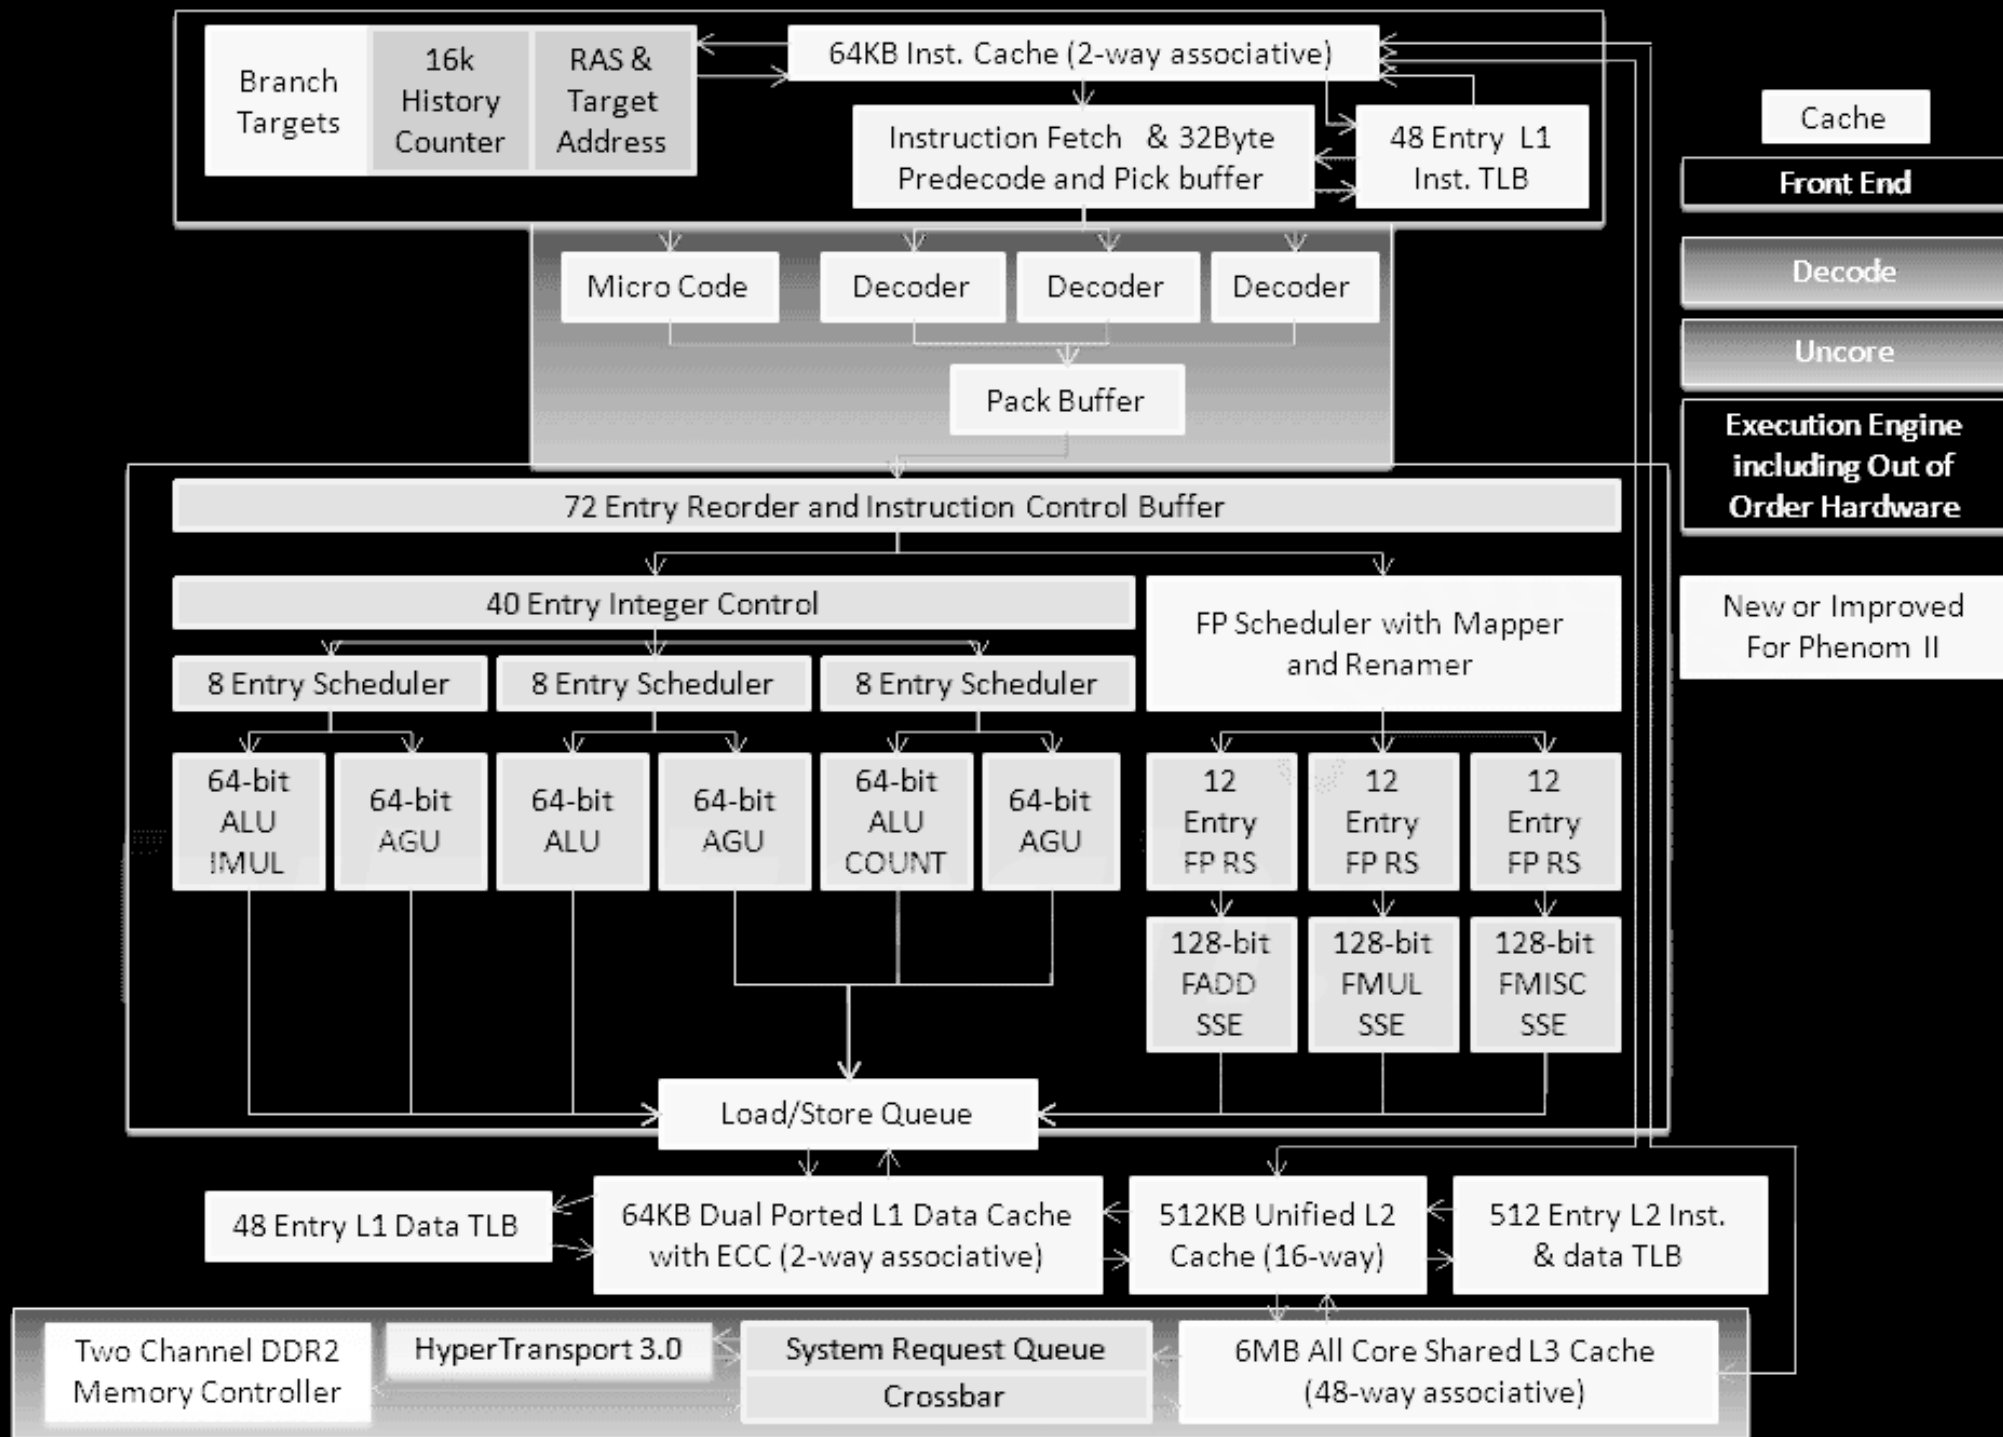 Branch
Targets
16k
History
Counter
RAS &
Target
Address
64KB Inst. Cache (2-way associative)
Instruction Fetch & 32Byte
Predecode and Pick buffer
48 Entry L1
Inst. TLB
Cache
Front End
Decode
Uncore
Execution Engine
including Out of
Order Hardware
New or Improved
For Phenom II
Micro Code
Decoder
Decoder
Decoder
Pack Buffer
72 Entry Reorder and Instruction Control Buffer
40 Entry Integer Control
FP Scheduler with Mapper
and Renamer
8 Entry Scheduler
8 Entry Scheduler
8 Entry Scheduler
64-bit
ALU
IMUL
64-bit
AGU
64-bit
ALU
64-bit
AGU
64-bit
ALU
COUNT
64-bit
AGU
12
Entry
FP RS
12
Entry
FP RS
12
Entry
FP RS
128-bit
FADD
SSE
128-bit
FMUL
SSE
128-bit
FMISC
SSE
Load/Store Queue
48 Entry L1 Data TLB
64KB Dual Ported L1 Data Cache
with ECC (2-way associative)
512KB Unified L2
Cache (16-way)
512 Entry L2 Inst.
& data TLB
Two Channel DDR2
Memory Controller
HyperTransport 3.0
System Request Queue
Crossbar
6MB All Core Shared L3 Cache
(48-way associative)